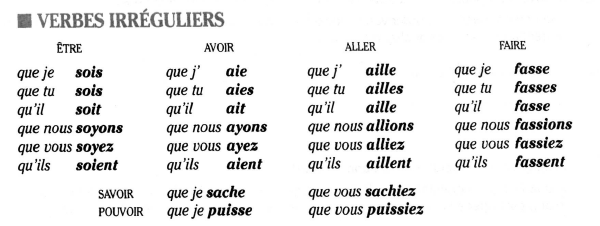 VERBES IRRÉGULIERS
ÊTRE AVOIR ALLER FAIRE
que je sois que j' aie que j' aille que je fasse
que tu sois que tu aies que tu ailles que tu fasses
qu'il soit qu'il ait qu'il aille qu'il fasse
que nous soyons que nous ayons que nous allions que nous fassions
que vous soyez que vous ayez que vous alliez que vous fassiez
qu'ils soient qu'ils aient qu'ils aillent qu'ils fassent
SAVOIR que je sache que vous sachiez
POUVOIR que je puisse que vous puissiez